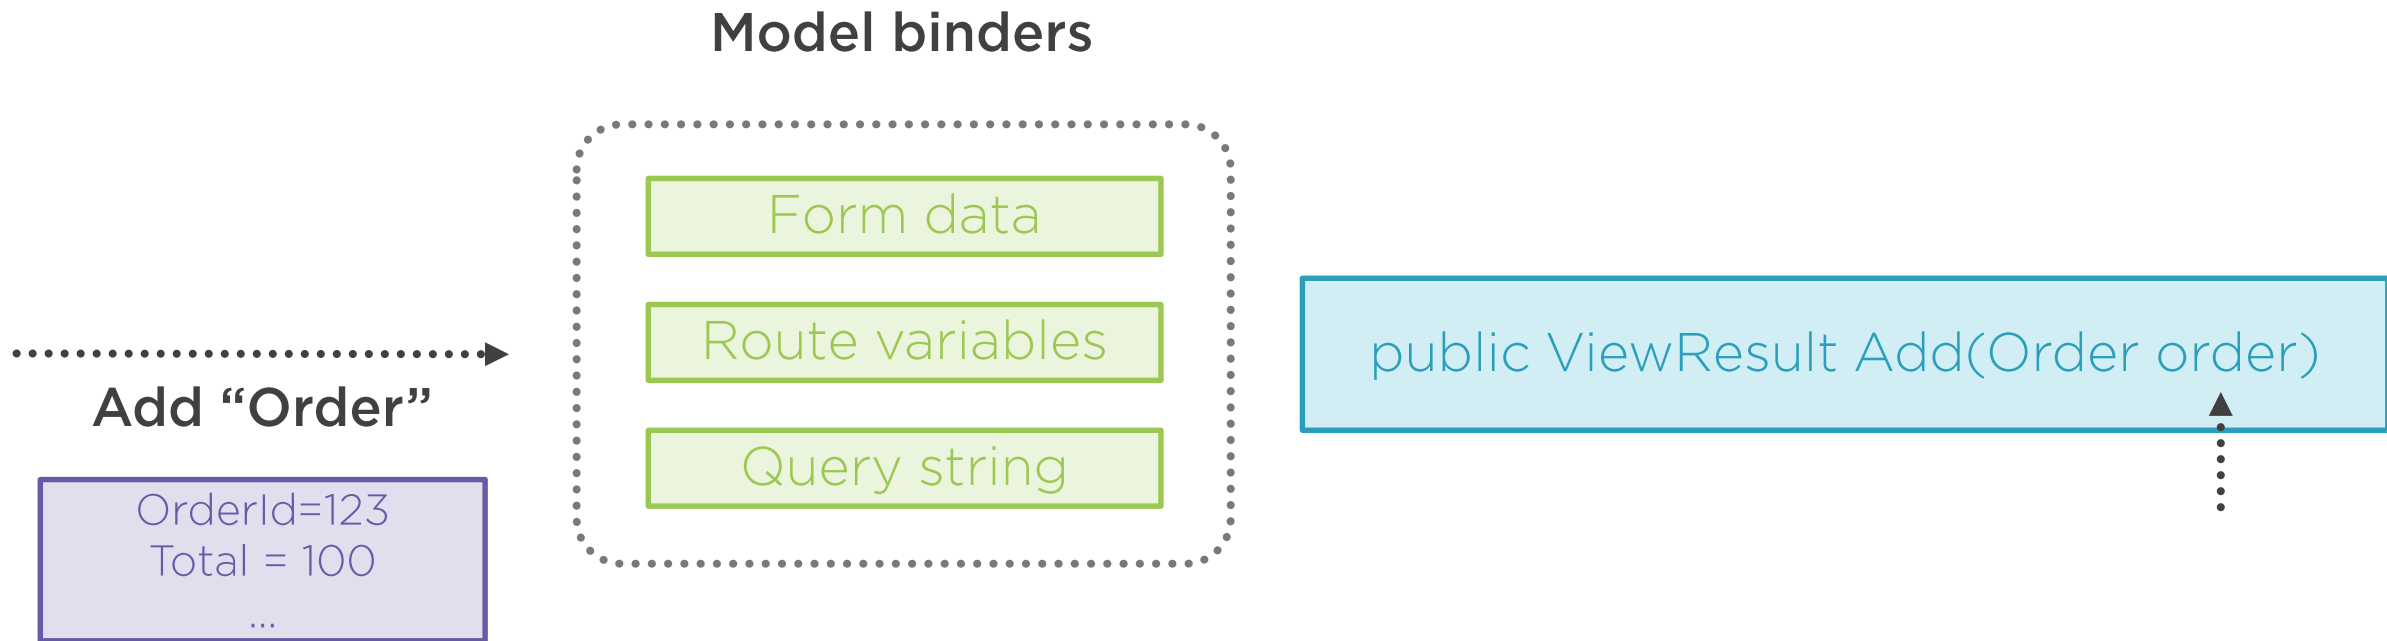 Model binders
Add “Order”
OrderId=123
Total = 100
...
Form data
Route variables
Query string
public ViewResult Add(Order order)